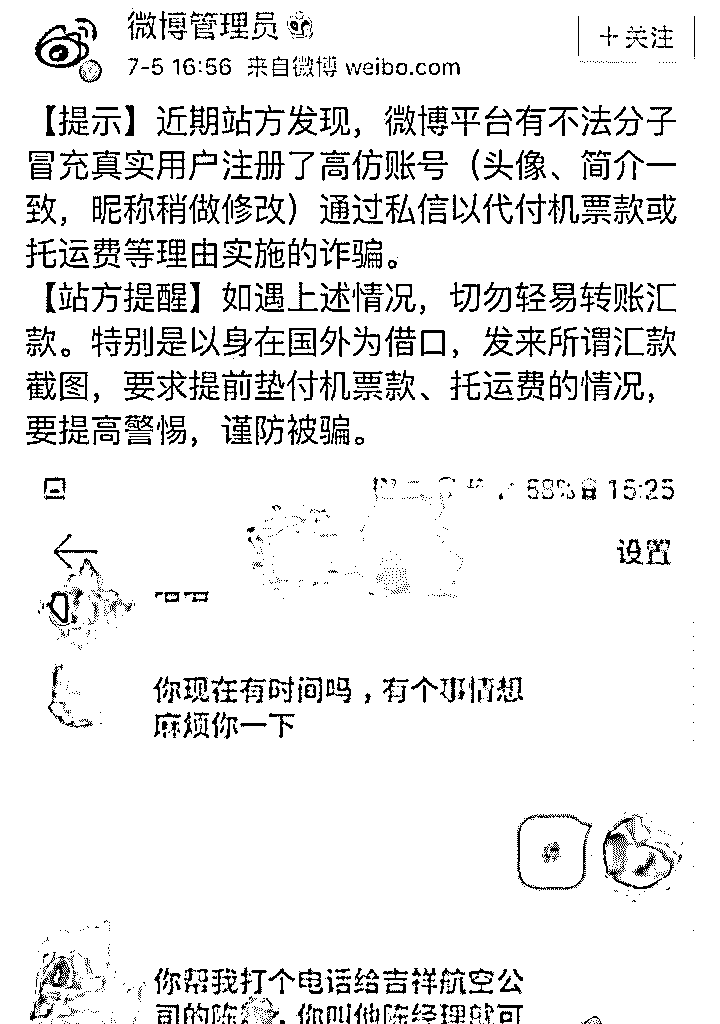 微博管理员
+关注
7-5 16:56 来自微博 weibo.com
【提示】近期站方发现，微博平台有不法分子
冒充真实用户注册了高仿账号（头像、简介一
致，昵称稍做修改）通过私信以代付机票款或
托运费等理由实施的诈骗。
【站方提醒】如遇上述情况，切勿轻易转账汇
款。特别是以身在国外为借口，发来所谓汇款
截图，要求提前垫付机票款、托运费的情况，
要提高警惕，谨防被骗。
58% 15:25
设置
你现在有时间吗，有个事情想
麻烦你一下
你帮我打个电话给吉祥航空公
司的陈 ，你叫他陈经理就可